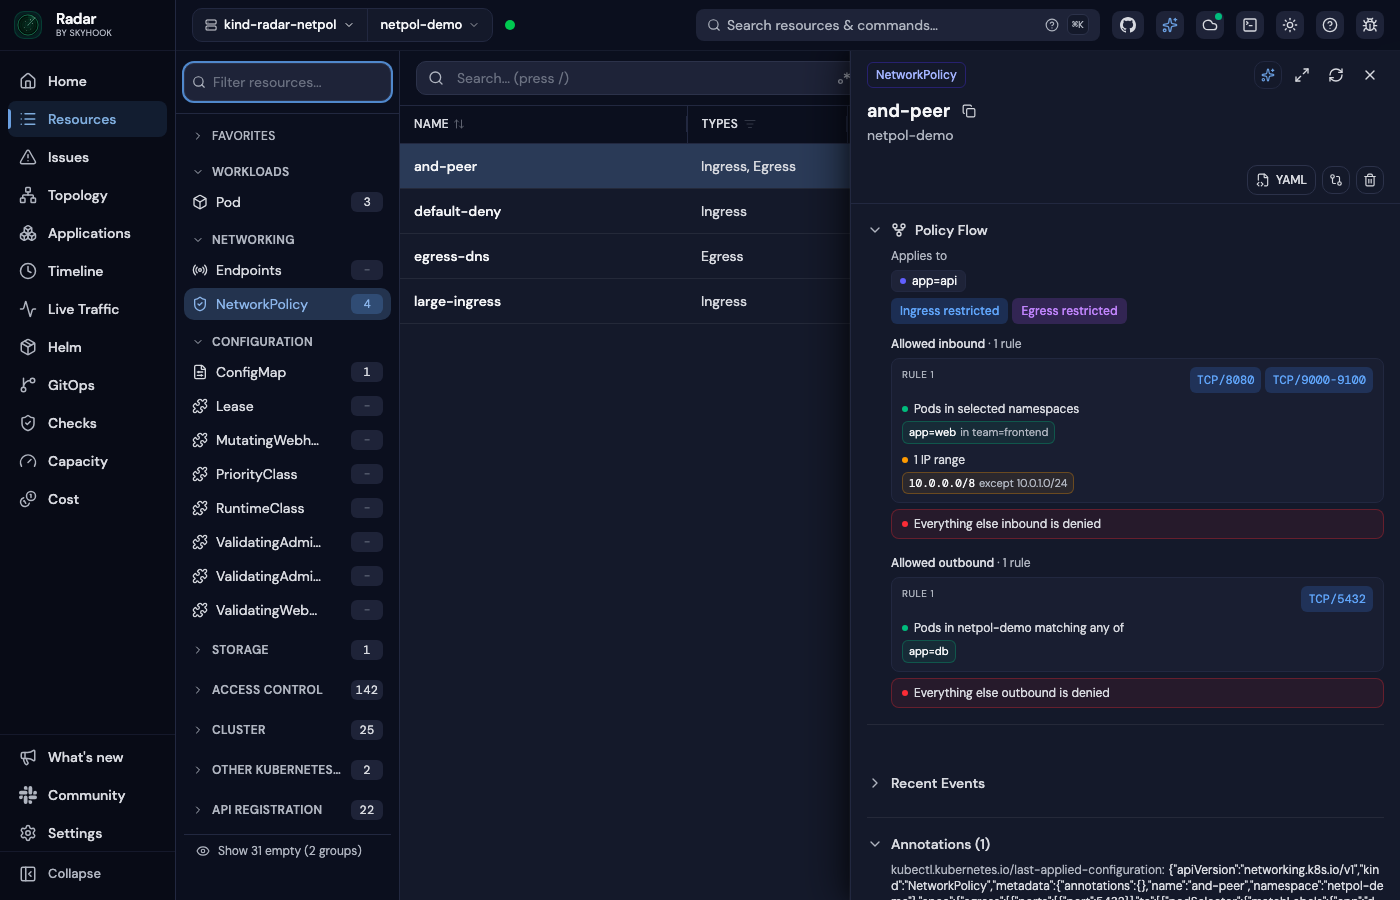 Radar
BY SKYHOOK
kind-radar-netpol
netpol-demo
Search resources & commands...
⌘K
Home
Resources
Issues
Topology
Applications
Timeline
Live Traffic
Helm
GitOps
Checks
Capacity
Cost
What's new
Community
Settings
Collapse
Filter resources...
FAVORITES
WORKLOADS
Pod 3
NETWORKING
Endpoints -
NetworkPolicy 4
CONFIGURATION
ConfigMap 1
Lease -
MutatingWebh... -
PriorityClass -
RuntimeClass -
ValidatingAdmi... -
ValidatingAdmi... -
ValidatingWeb... -
STORAGE 1
ACCESS CONTROL 142
CLUSTER 25
OTHER KUBERNETES... 2
API REGISTRATION 22
Show 31 empty (2 groups)
Search... (press /)
.*
NAME TYPES
and-peer Ingress, Egress
default-deny Ingress
egress-dns Egress
large-ingress Ingress
NetworkPolicy
and-peer
netpol-demo
YAML
Policy Flow
Applies to
app=api
Ingress restricted Egress restricted
Allowed inbound · 1 rule
RULE 1 TCP/8080 TCP/9000-9100
Pods in selected namespaces
app=web in team=frontend
1 IP range
10.0.0.0/8 except 10.0.1.0/24
Everything else inbound is denied
Allowed outbound · 1 rule
RULE 1 TCP/5432
Pods in netpol-demo matching any of
app=db
Everything else outbound is denied
Recent Events
Annotations (1)
kubectl.kubernetes.io/last-applied-configuration: {"apiVersion":"networking.k8s.io/v1","kin
d":"NetworkPolicy","metadata":{"annotations":{},"name":"and-peer","namespace":"netpol-de